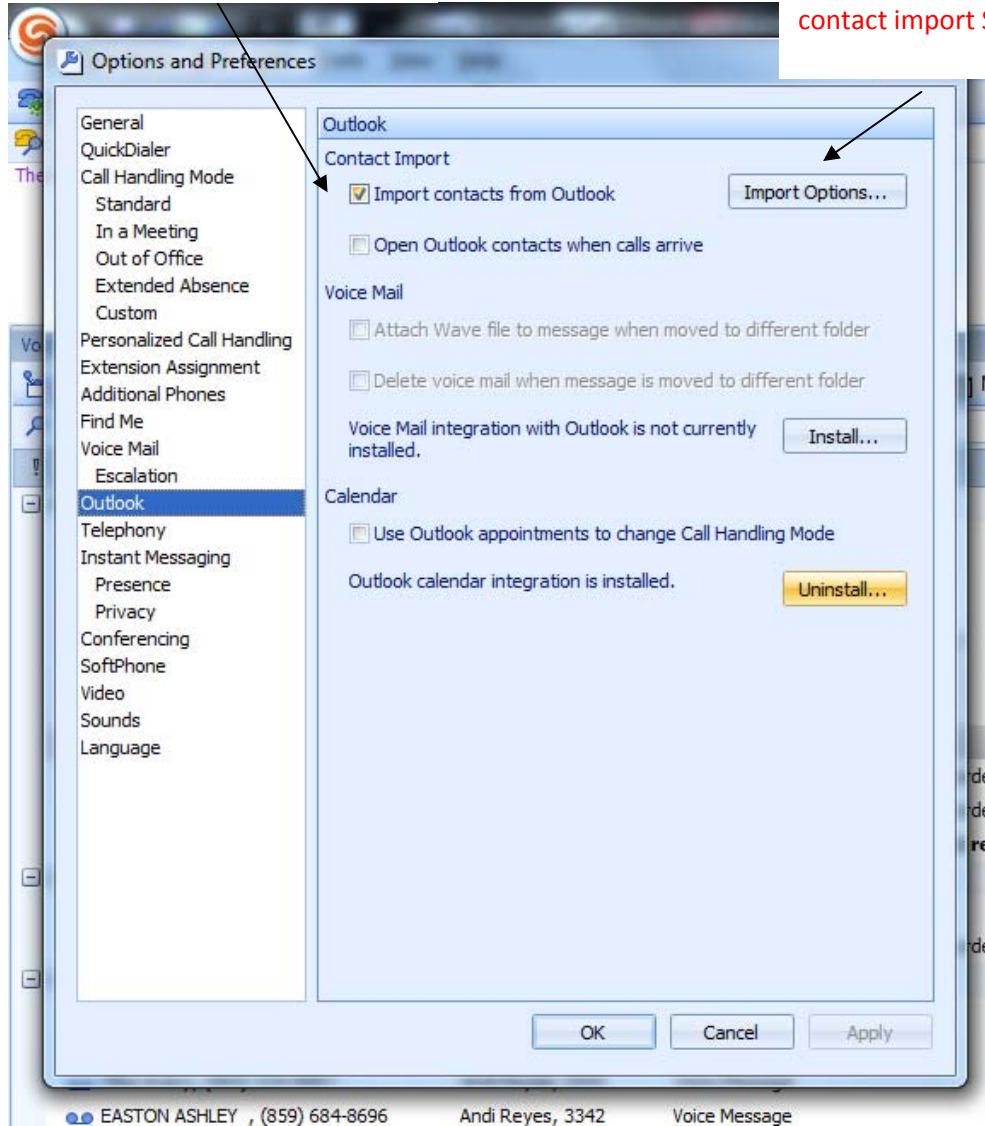 contact import
Options and Preferences
The
General
QuickDialer
Call Handling Mode
Standard
In a Meeting
Out of Office
Extended Absence
Custom
Personalized Call Handling
Extension Assignment
Additional Phones
Find Me
Voice Mail
Escalation
Outlook
Telephony
Instant Messaging
Presence
Privacy
Conferencing
SoftPhone
Video
Sounds
Language
Outlook
Contact Import
Import contacts from Outlook
Import Options...
Open Outlook contacts when calls arrive
Voice Mail
Attach Wave file to message when moved to different folder
Delete voice mail when message is moved to different folder
Voice Mail integration with Outlook is not currently
installed.
Install...
Calendar
Use Outlook appointments to change Call Handling Mode
Outlook calendar integration is installed.
Uninstall...
OK
Cancel
Apply
EASTON ASHLEY , (859) 684-8696 Andi Reyes, 3342 Voice Message